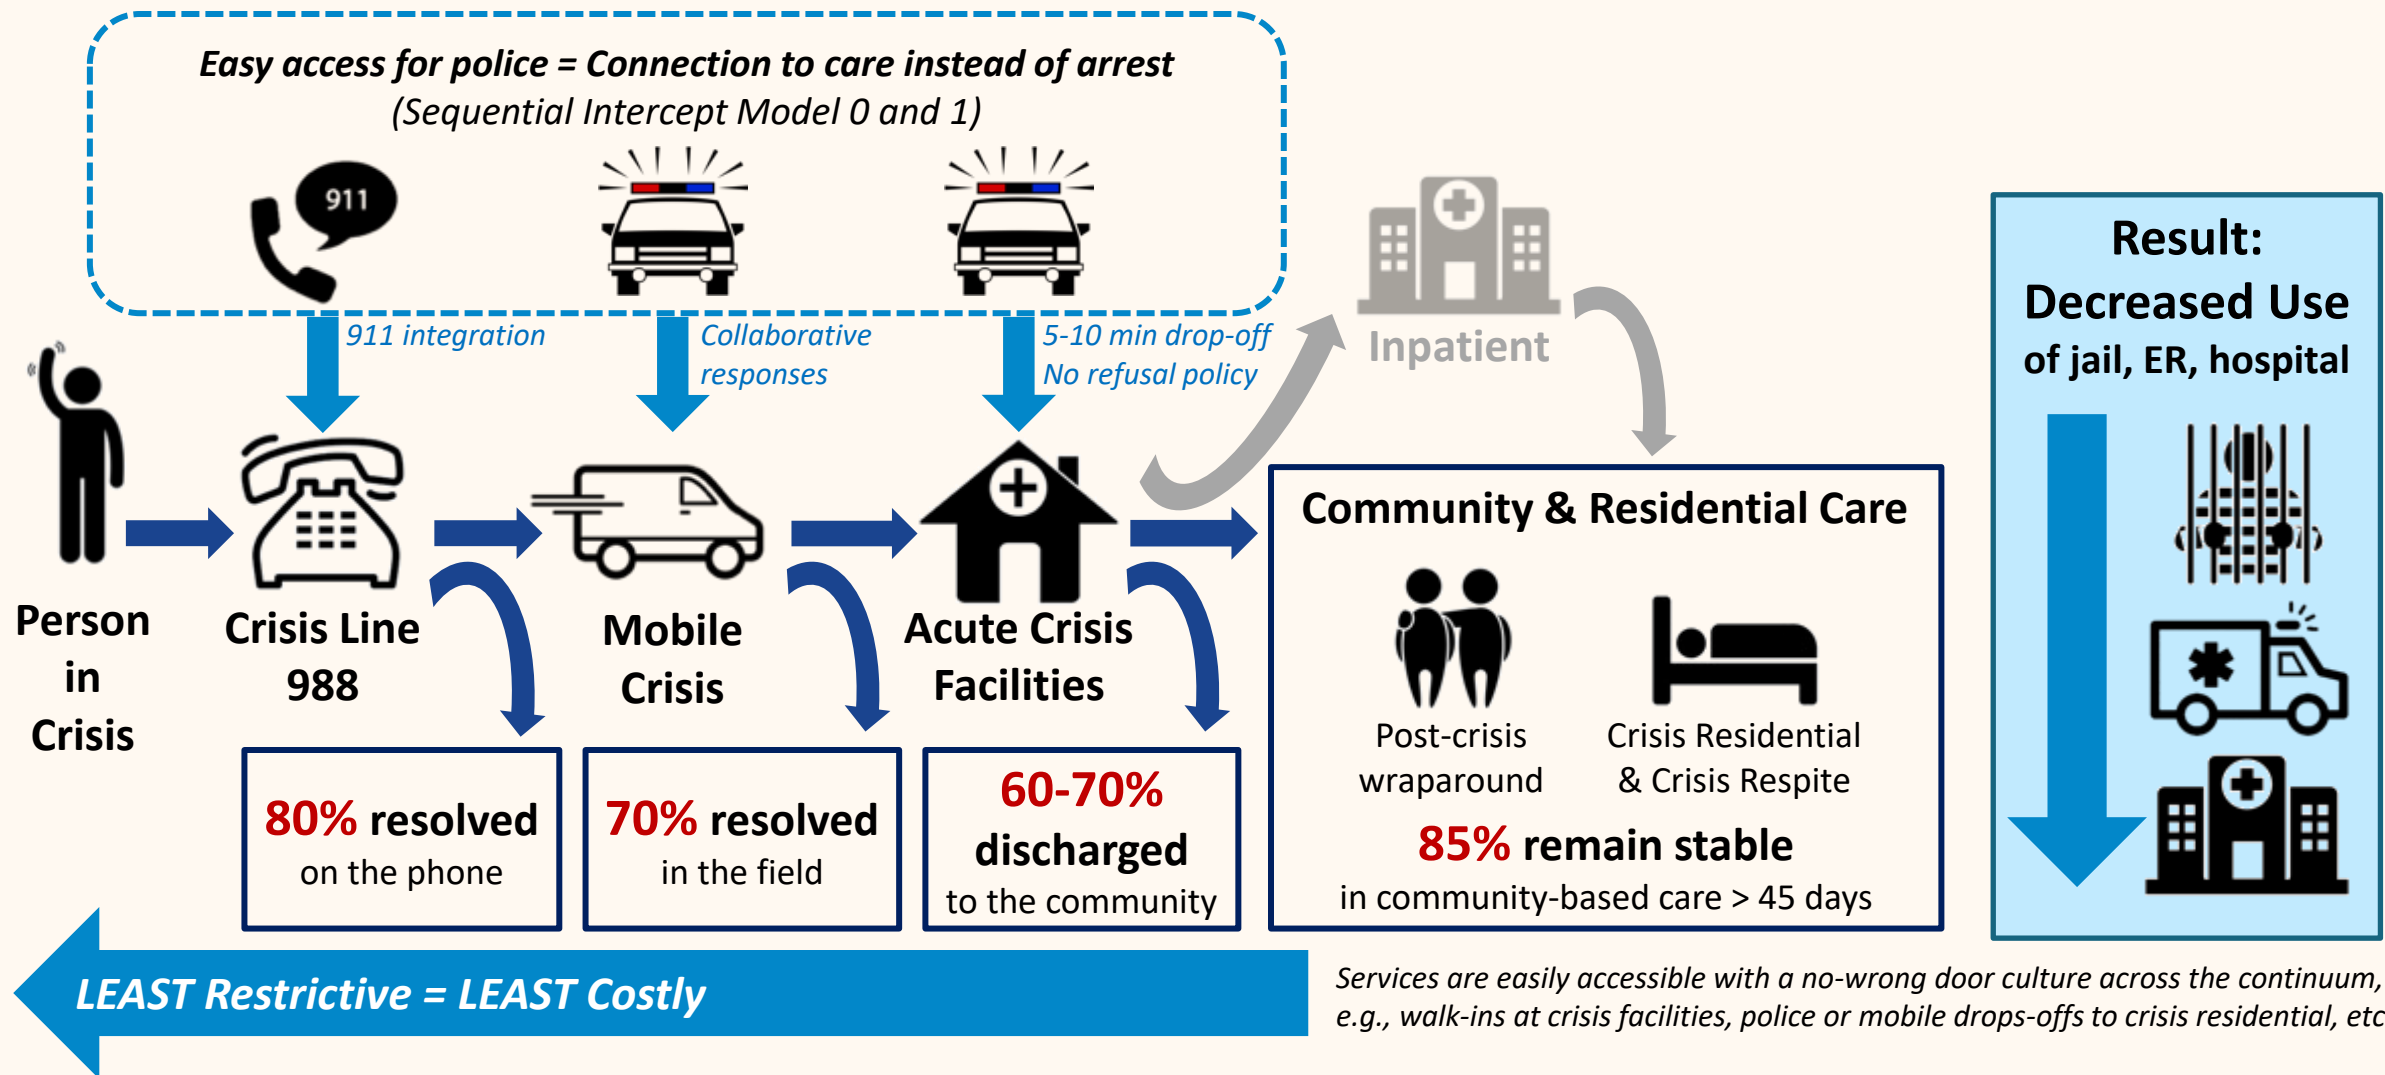 Easy access for police = Connection to care instead of arrest
(Sequential Intercept Model 0 and 1)
911
911 integration
Collaborative
responses
5-10 min drop-off
No refusal policy
Inpatient
Person
in
Crisis
Crisis Line
988
Mobile
Crisis
Acute Crisis
Facilities
80% resolved
on the phone
70% resolved
in the field
60-70%
discharged
to the community
Community & Residential Care
Post-crisis
wraparound
Crisis Residential
& Crisis Respite
85% remain stable
in community-based care > 45 days
Result:
Decreased Use
of jail, ER, hospital
LEAST Restrictive = LEAST Costly
Services are easily accessible with a no-wrong door culture across the continuum,
e.g., walk-ins at crisis facilities, police or mobile drops-offs to crisis residential, etc